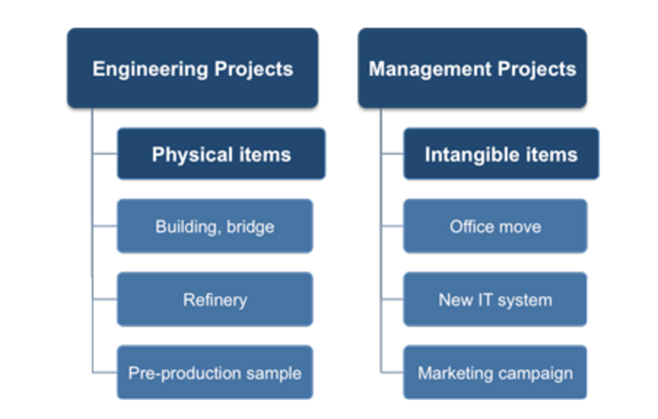 Engineering Projects
Physical items
Building, bridge
Refinery
Pre-production sample
Management Projects
Intangible items
Office move
New IT system
Marketing campaign